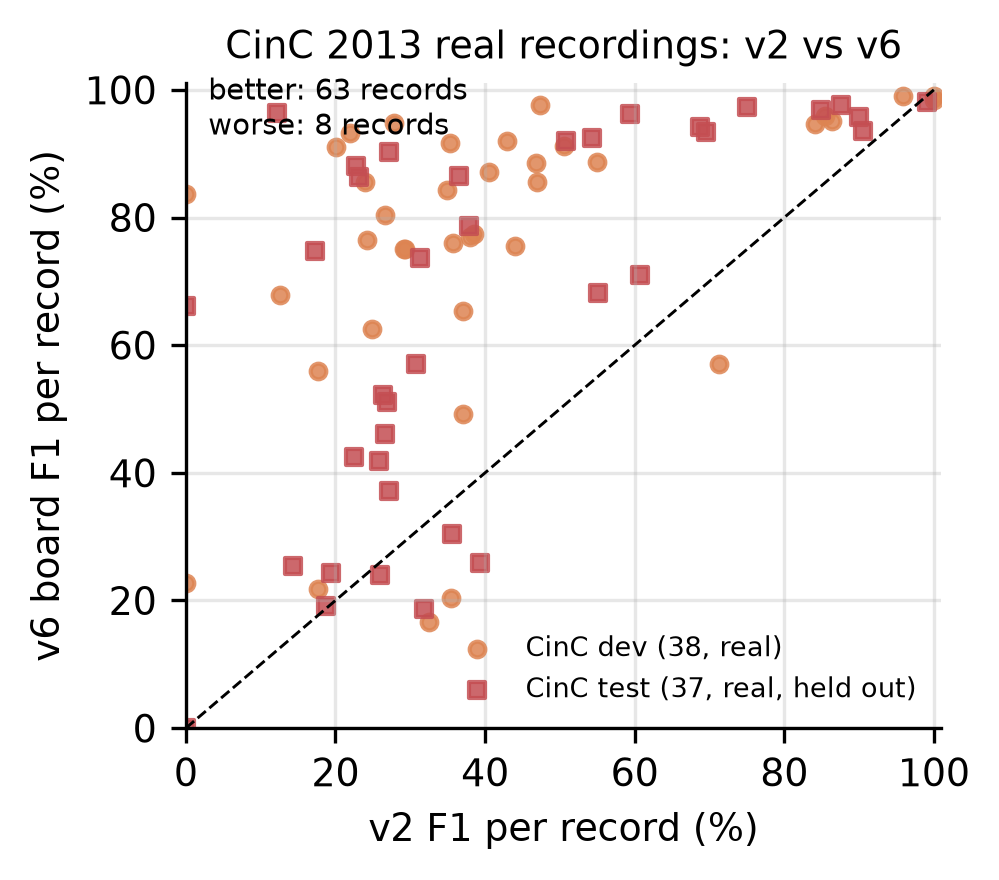 CinC 2013 real recordings: v2 vs v6
better: 63 records
worse: 8 records
100
80
60
40
20
0
v6 board F1 per record (%)
CinC dev (38, real)
CinC test (37, real, held out)
0 20 40 60 80 100
v2 F1 per record (%)